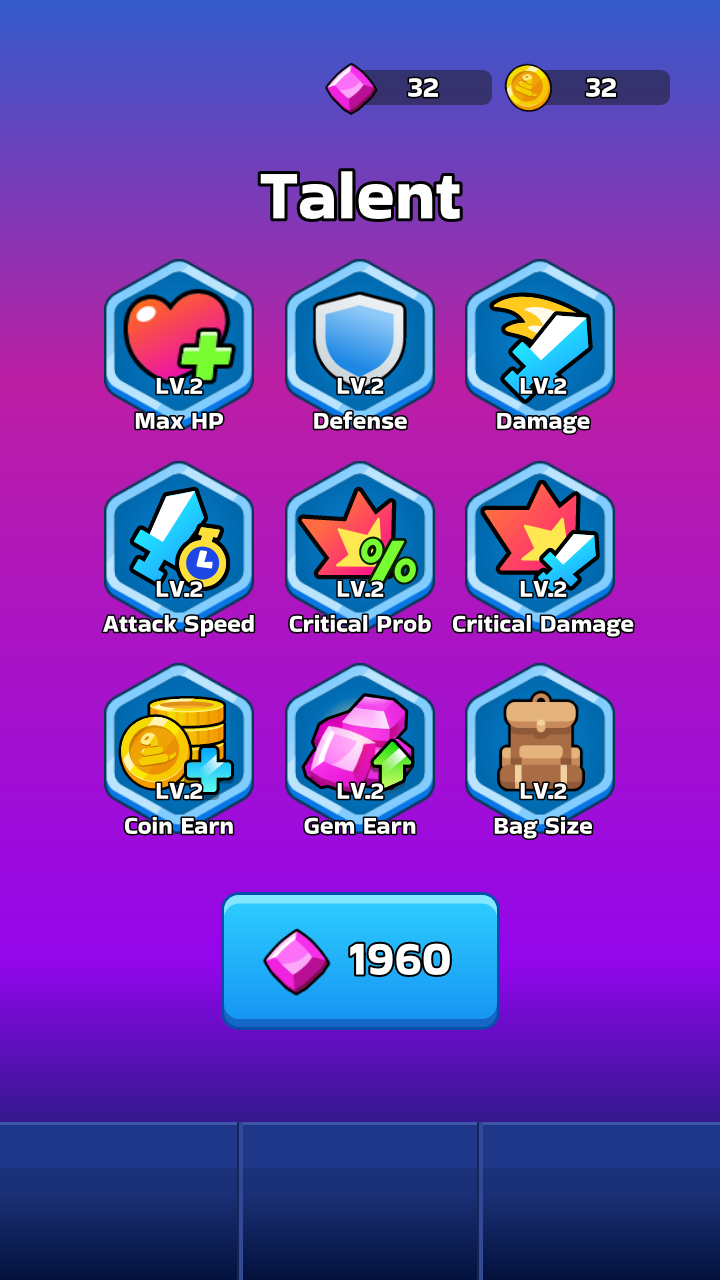 32 32
Talent
LV.2 LV.2 LV.2
Max HP Defense Damage
LV.2 LV.2 LV.2
Attack Speed Critical Prob Critical Damage
LV.2 LV.2 LV.2
Coin Earn Gem Earn Bag Size
1960